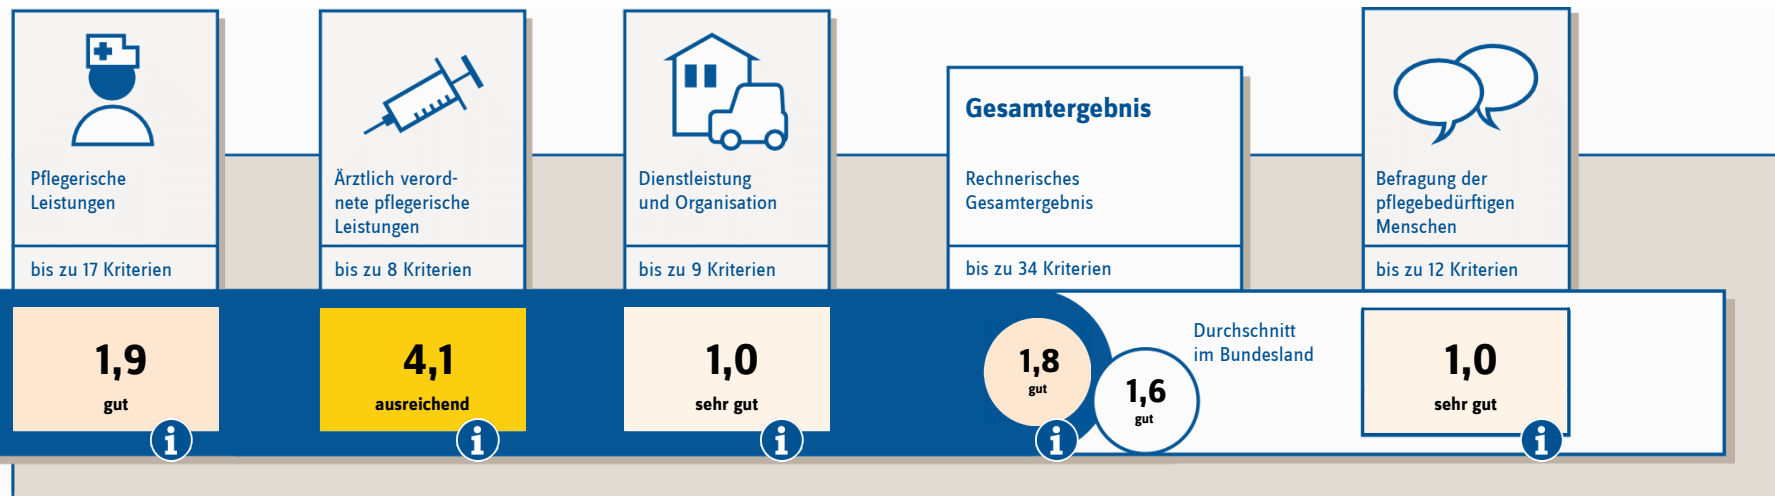 Pflegerische
Leistungen
bis zu 17 Kriterien
1,9
gut
i
Ärztlich verord-
nete pflegerische
Leistungen
bis zu 8 Kriterien
4,1
ausreichend
i
Dienstleistung
und Organisation
bis zu 9 Kriterien
1,0
sehr gut
i
Gesamtergebnis
Rechnerisches
Gesamtergebnis
bis zu 34 Kriterien
1,8
gut
i
Durchschnitt
im Bundesland
1,6
gut
Befragung der
pflegebedürftigen
Menschen
bis zu 12 Kriterien
1,0
sehr gut
i